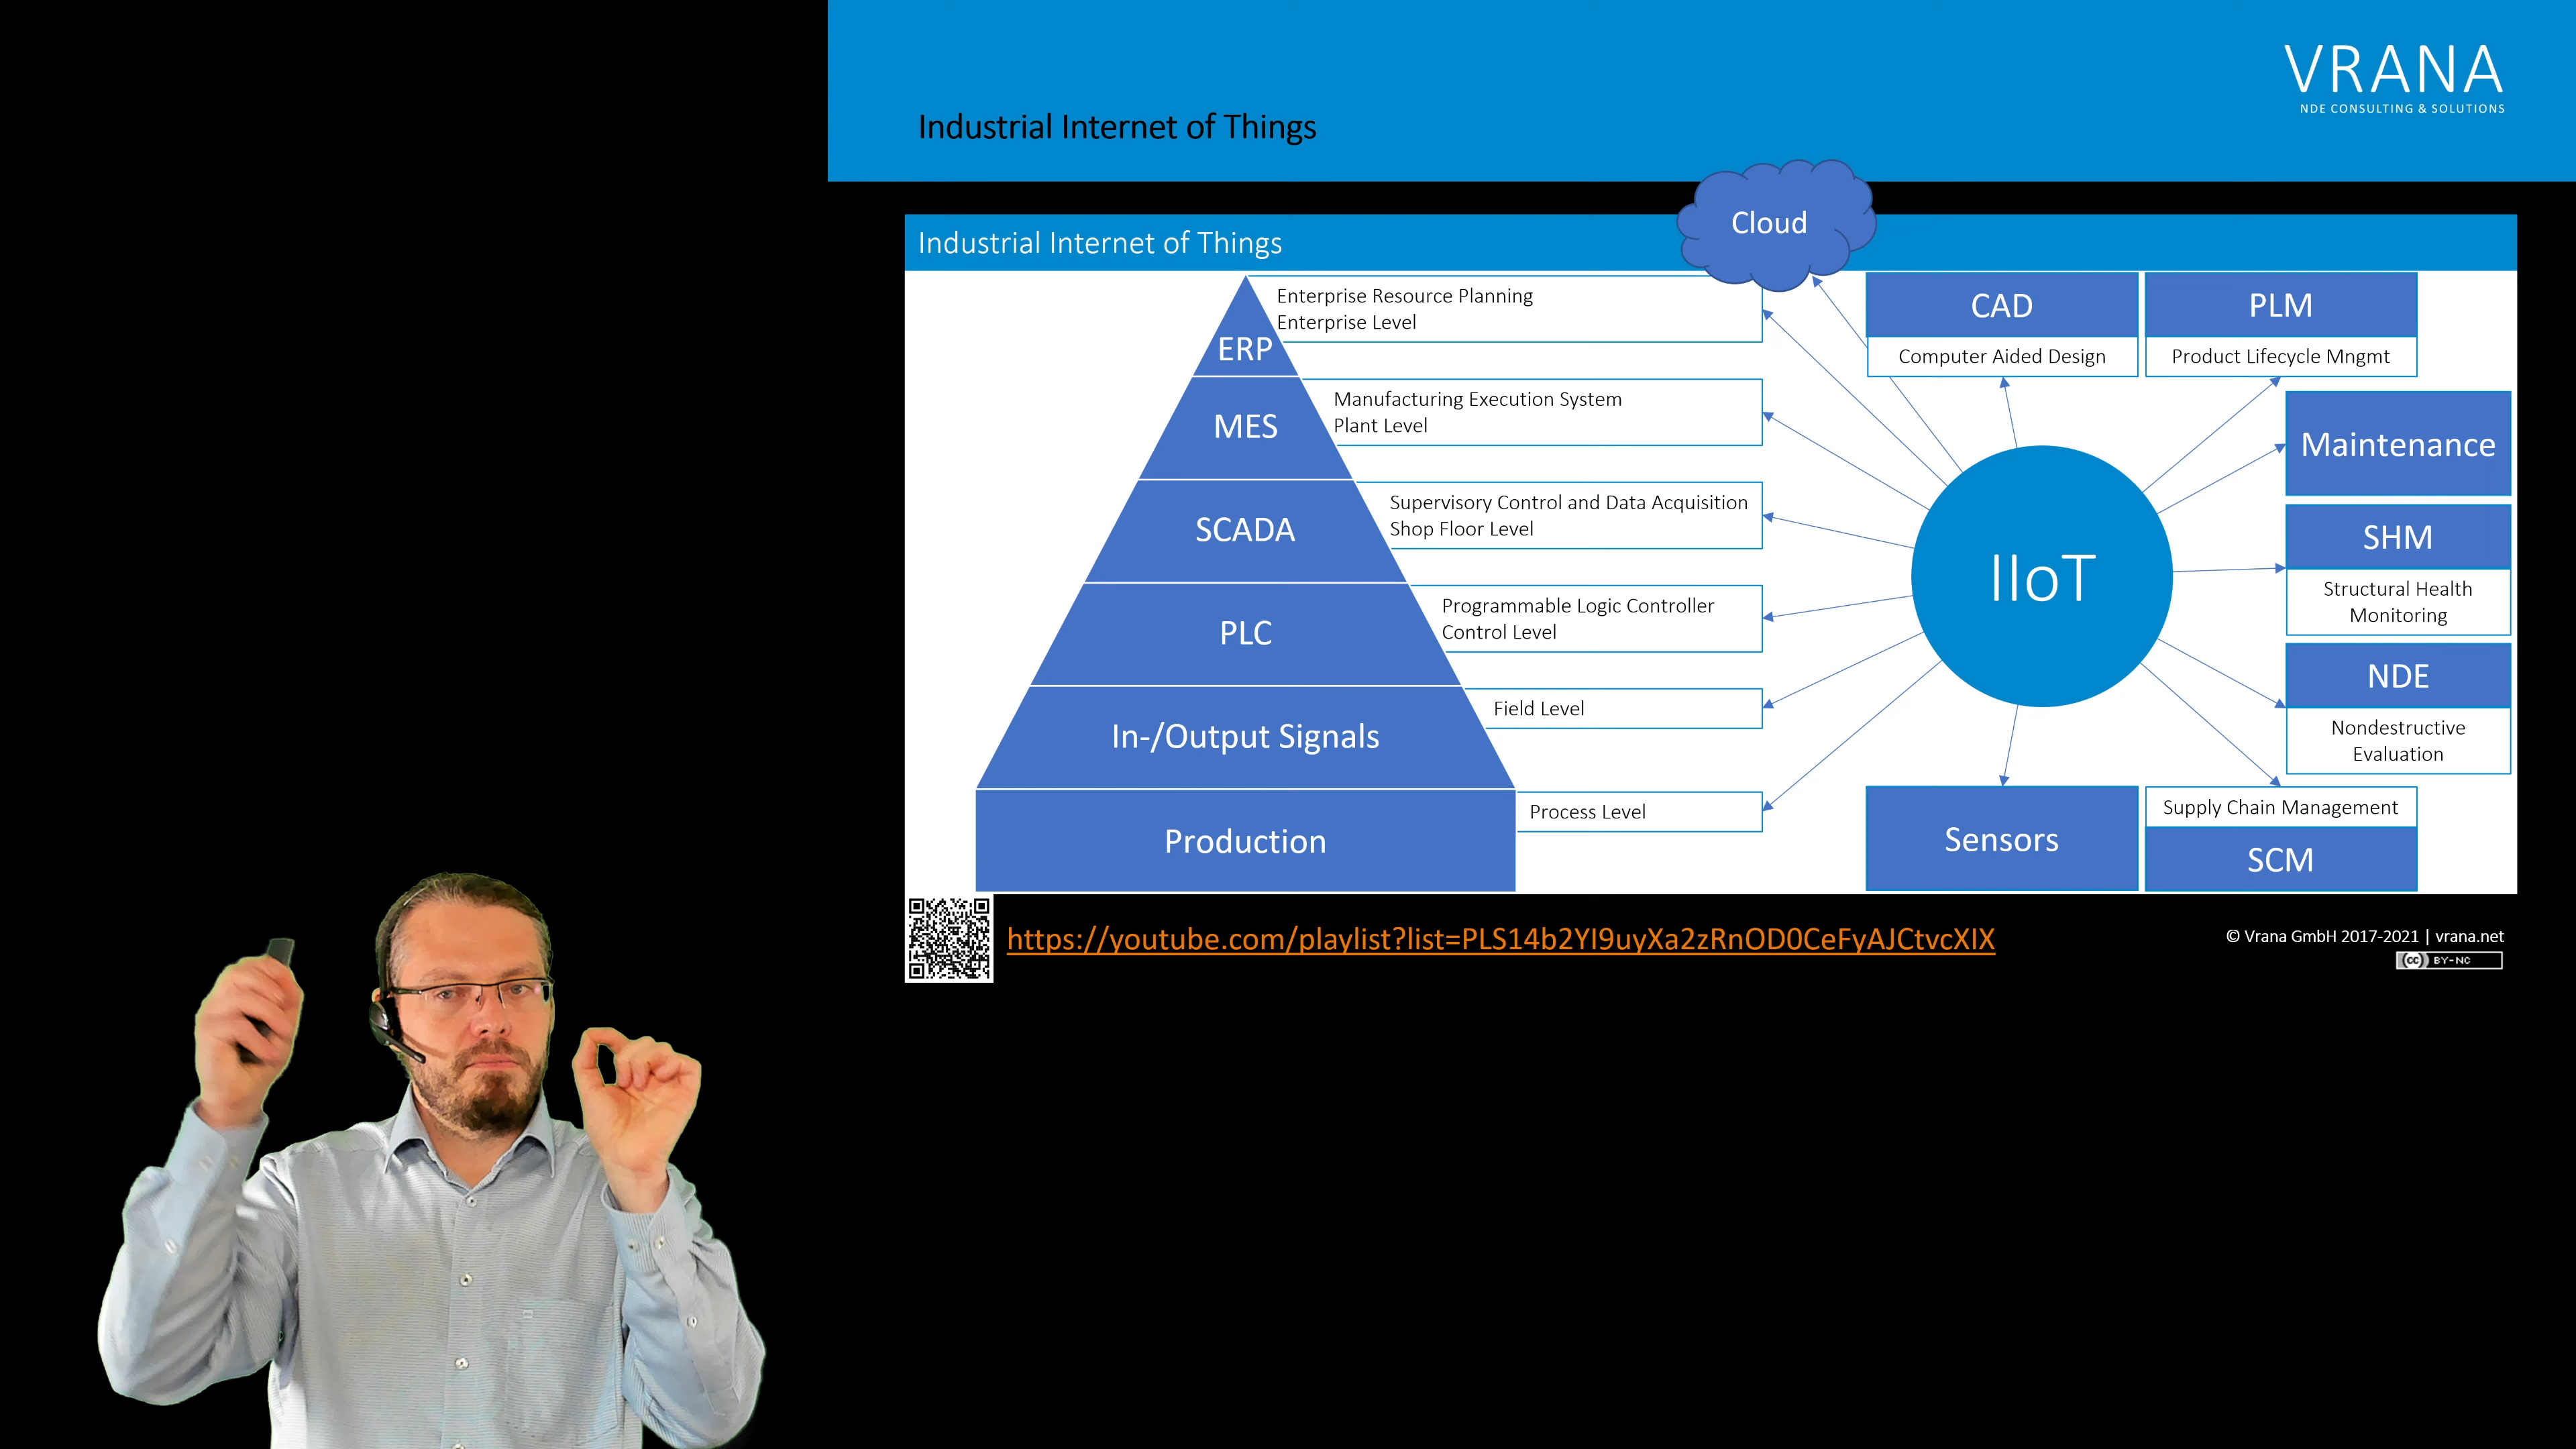 VRANA
NDE CONSULTING & SOLUTIONS
Industrial Internet of Things
Cloud
Industrial Internet of Things
Enterprise Resource Planning
Enterprise Level
ERP
Manufacturing Execution System
Plant Level
MES
Supervisory Control and Data Acquisition
Shop Floor Level
SCADA
Programmable Logic Controller
Control Level
PLC
Field Level
In-/Output Signals
Process Level
Production
CAD
Computer Aided Design
PLM
Product Lifecycle Mngmt
Maintenance
SHM
Structural Health
Monitoring
IIoT
NDE
Nondestructive
Evaluation
Sensors
Supply Chain Management
SCM
https://youtube.com/playlist?list=PLS14b2YI9uyXa2zRnOD0CeFyAJCtvcXIX
© Vrana GmbH 2017-2021 | vrana.net
cc BY-NC